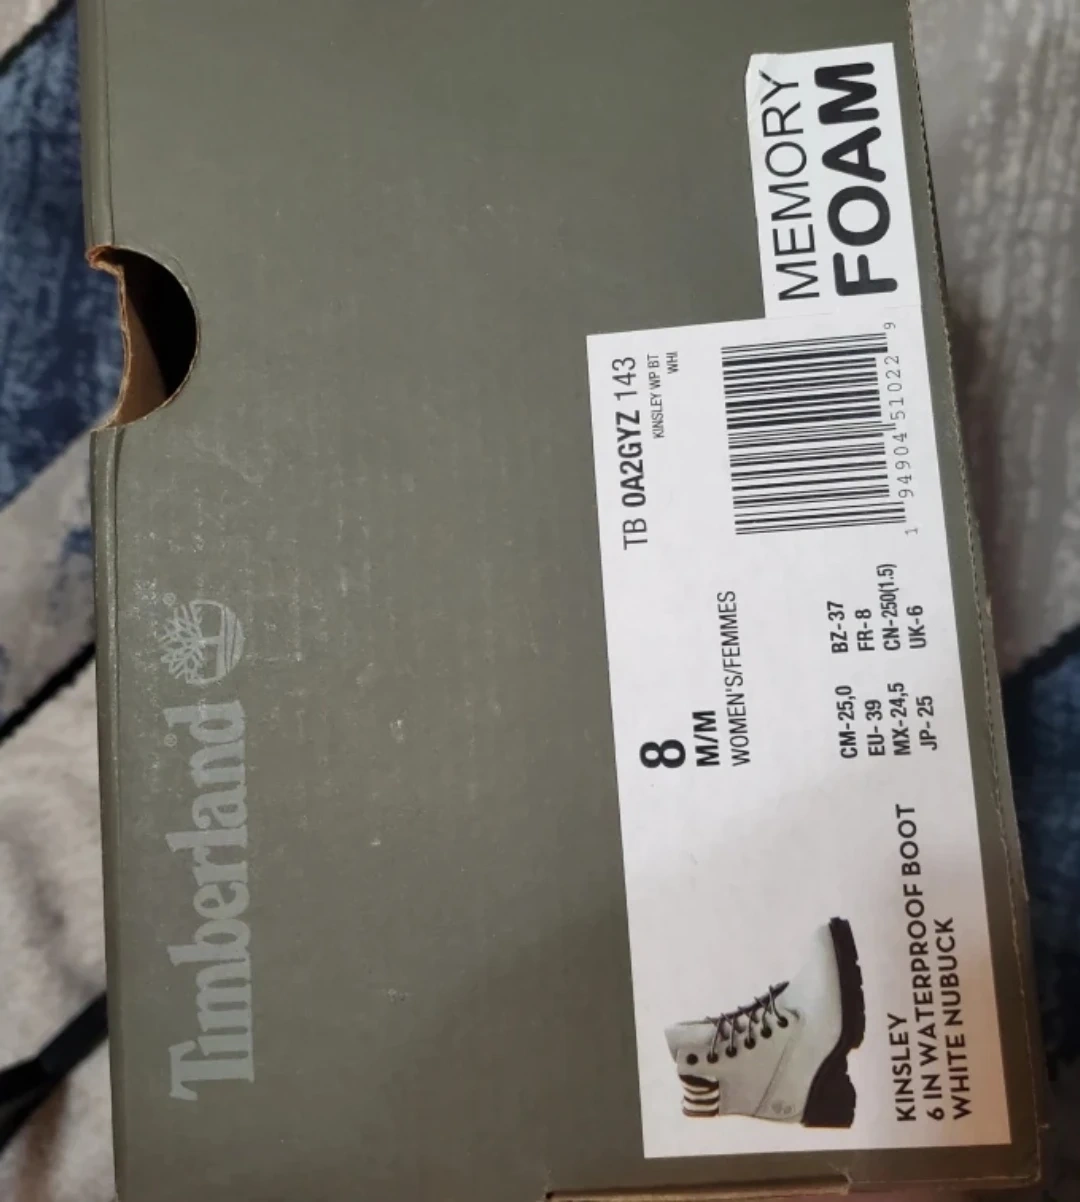 Timberland
®
®
MEMORY
FOAM
TB 0A2GYZ 143
KINSLEY WP BT
WHI
8
M/M
WOMEN'S/FEMMES
1 94904 51022 9
CM-25,0 BZ-37
EU-39 FR-8
MX-24,5 CN-250(1.5)
JP-25 UK-6
KINSLEY
6 IN WATERPROOF BOOT
WHITE NUBUCK